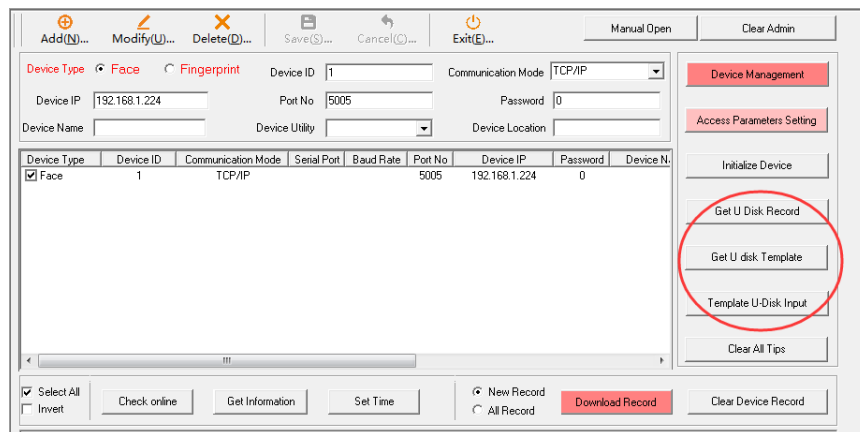 Add(N)... Modify(U)... Delete(D)... Save(S)... Cancel(C)... Exit(E)... Manual Open Clear Admin
Device Type Face Fingerprint Device ID 1 Communication Mode TCP/IP
Device IP 192.168.1.224 Port No 5005 Password 0
Device Name Device Utility Device Location
Device Management
Access Parameters Setting
Device Type Device ID Communication Mode Serial Port Baud Rate Port No Device IP Password Device N
Face 1 TCP/IP 5005 192.168.1.224 0
Initialize Device
Get U Disk Record
Get U disk Template
Template U-Disk Input
Clear All Tips
Select All
Invert
Check online Get Information Set Time
New Record
All Record
Download Record Clear Device Record